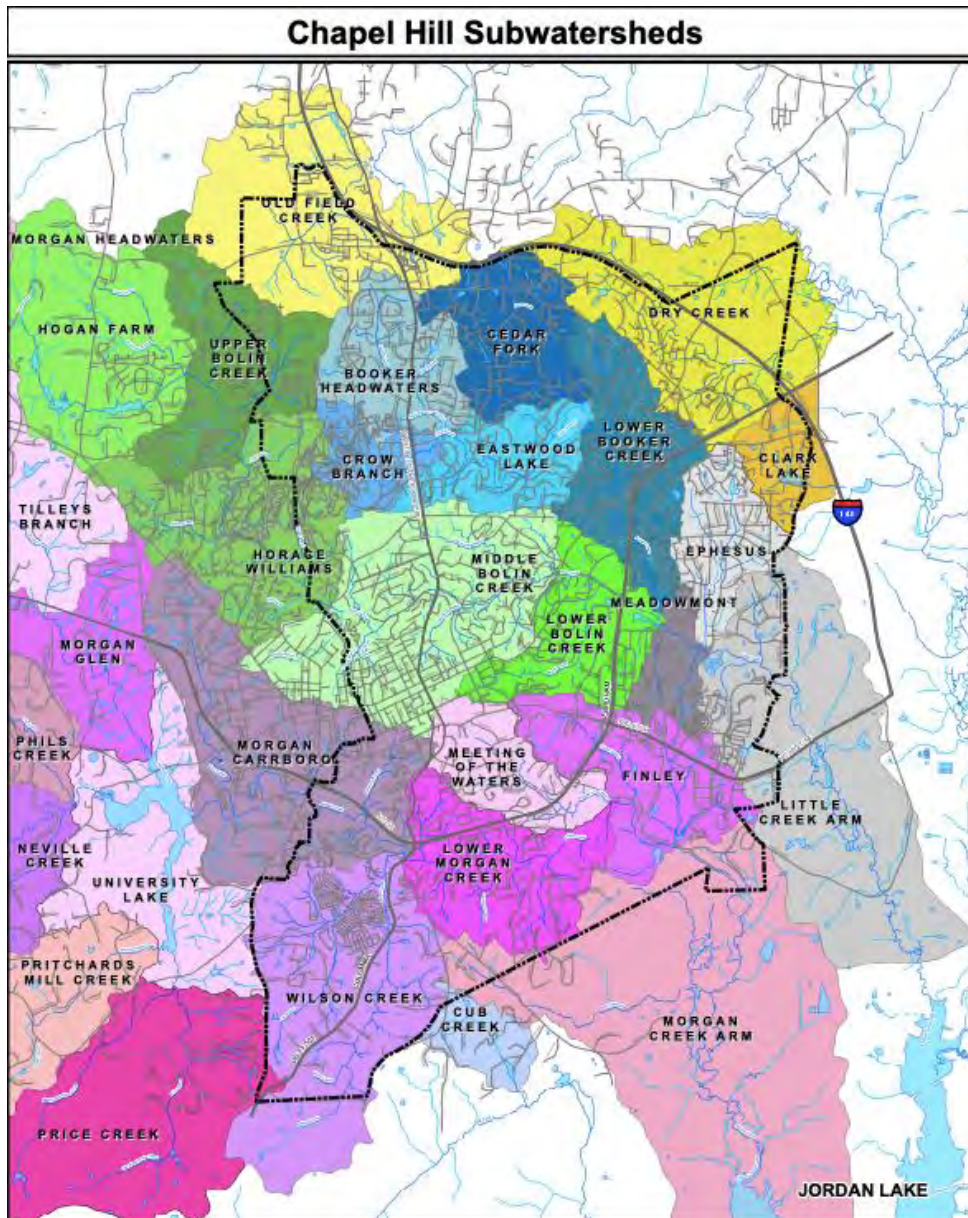 Chapel Hill Subwatersheds
OLD FIELD
CREEK
MORGAN HEADWATERS
HOGAN FARM
UPPER
BOLIN
CREEK
BOOKER
HEADWATERS
CEDAR
FORK
DRY CREEK
CROW
BRANCH
EASTWOOD
LAKE
LOWER
BOOKER
CREEK
CLARK
LAKE
TILLEYS
BRANCH
HORACE
WILLIAMS
MIDDLE
BOLIN
CREEK
EPHESUS
MEADOWMONT
LOWER
BOLIN
CREEK
MORGAN
GLEN
PHILS
CREEK
MORGAN
CARRBORO
MEETING
OF THE
WATERS
FINLEY
LITTLE
CREEK ARM
NEVILLE
CREEK
UNIVERSITY
LAKE
LOWER
MORGAN
CREEK
PRITCHARDS
MILL CREEK
WILSON CREEK
CUB
CREEK
MORGAN
CREEK ARM
PRICE CREEK
JORDAN LAKE